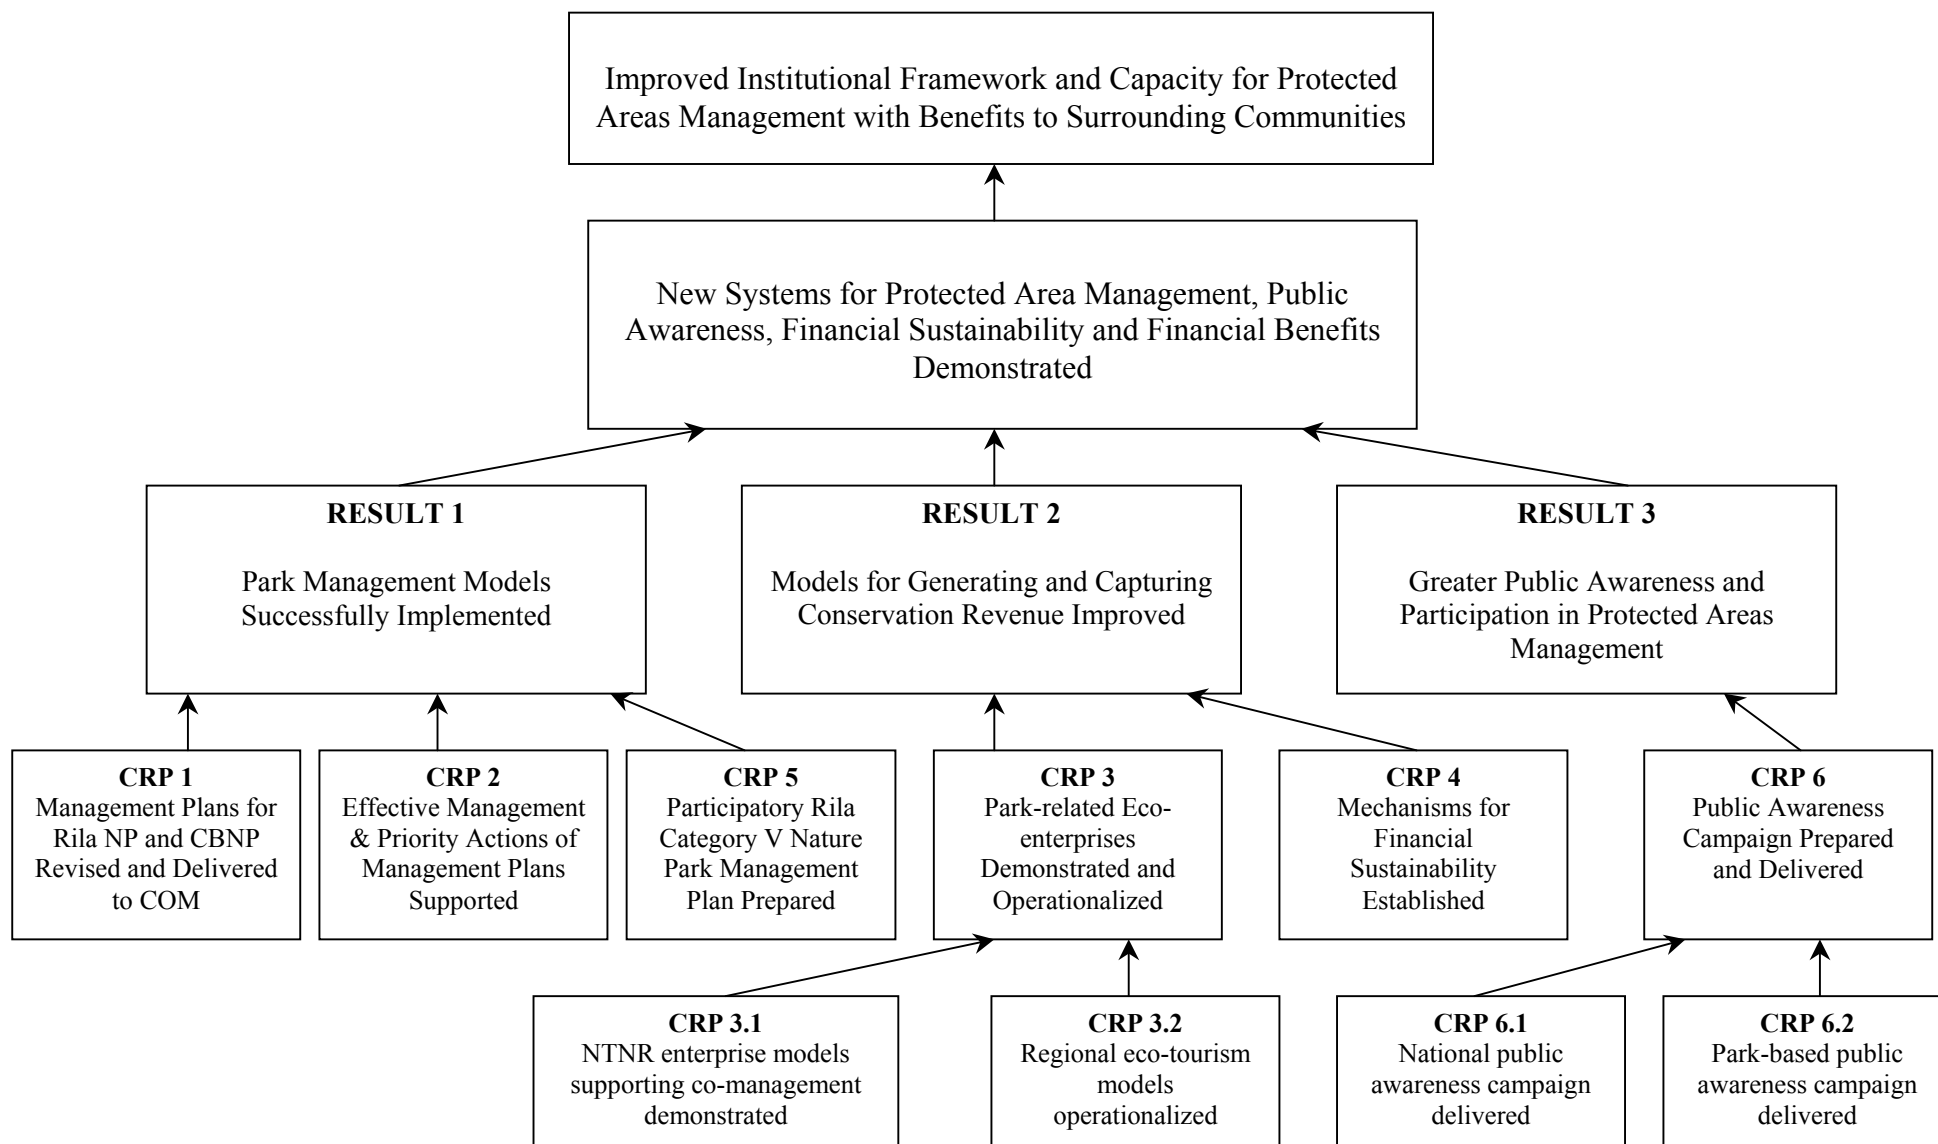 Improved Institutional Framework and Capacity for Protected
Areas Management with Benefits to Surrounding Communities
New Systems for Protected Area Management, Public
Awareness, Financial Sustainability and Financial Benefits
Demonstrated
RESULT 1
Park Management Models
Successfully Implemented
RESULT 2
Models for Generating and Capturing
Conservation Revenue Improved
RESULT 3
Greater Public Awareness and
Participation in Protected Areas
Management
CRP 1
Management Plans for
Rila NP and CBNP
Revised and Delivered
to COM
CRP 2
Effective Management
& Priority Actions of
Management Plans
Supported
CRP 5
Participatory Rila
Category V Nature
Park Management
Plan Prepared
CRP 3
Park-related Eco-
enterprises
Demonstrated and
Operationalized
CRP 4
Mechanisms for
Financial
Sustainability
Established
CRP 6
Public Awareness
Campaign Prepared
and Delivered
CRP 3.1
NTNR enterprise models
supporting co-management
demonstrated
CRP 3.2
Regional eco-tourism
models
operationalized
CRP 6.1
National public
awareness campaign
delivered
CRP 6.2
Park-based public
awareness campaign
delivered